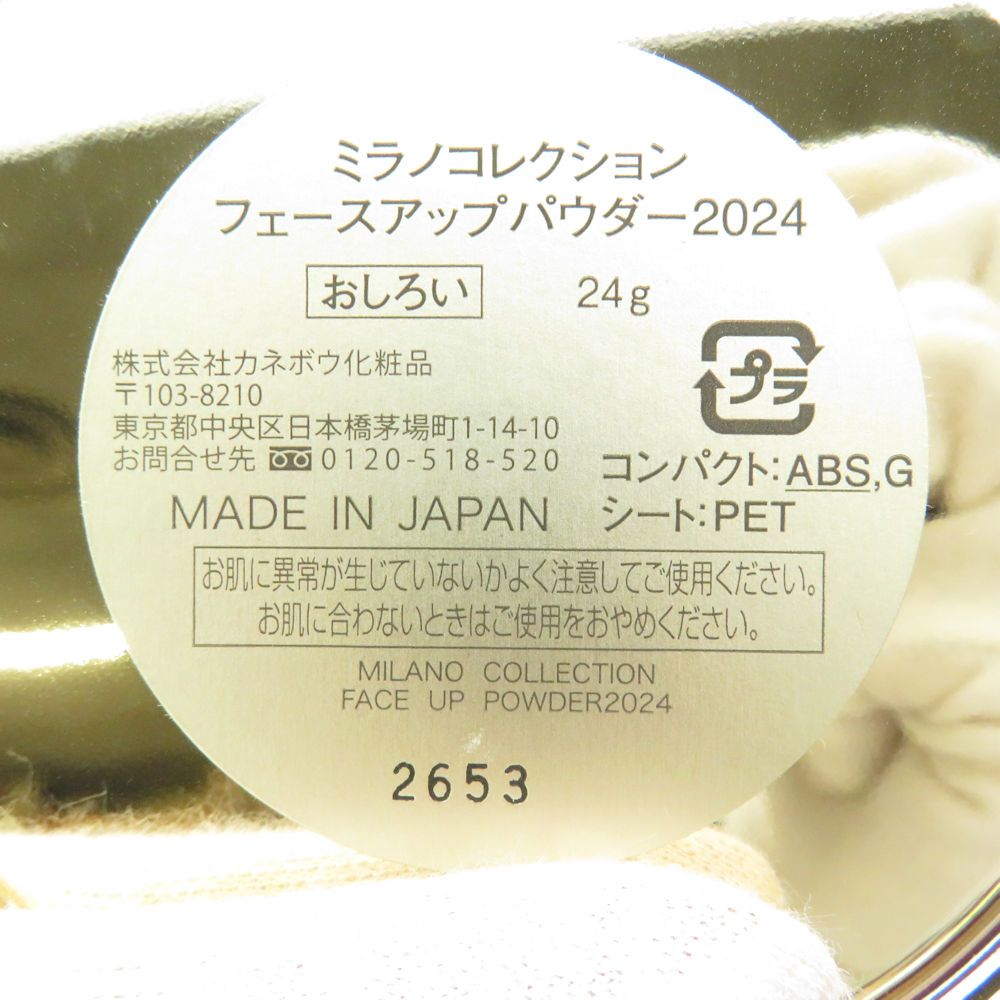 ミラノコレクション
フェースアップパウダー2024
おしろい 24g
株式会社カネボウ化粧品
〒103-8210
東京都中央区日本橋茅場町1-14-10
お問合せ先 0120-518-520
プラ
コンパクト:ABS,G
シート:PET
MADE IN JAPAN
お肌に異常が生じていないかよく注意してご使用ください。
お肌に合わないときはご使用をおやめください。
MILANO COLLECTION
FACE UP POWDER2024
2653